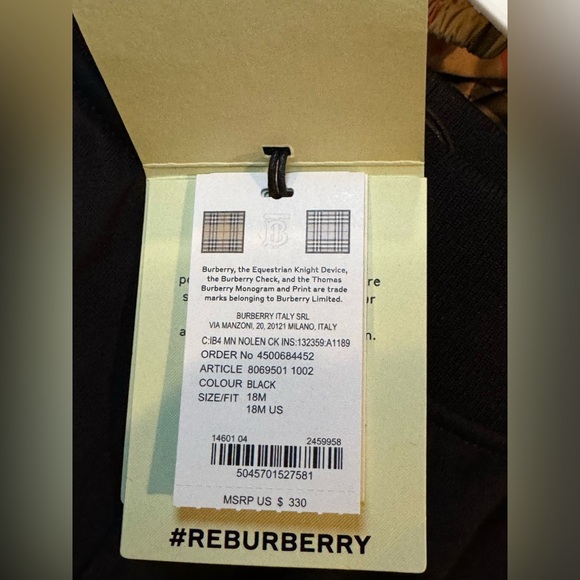 Burberry, the Equestrian Knight Device,
the Burberry Check, and the Thomas
Burberry Monogram and Print are trade
marks belonging to Burberry Limited.
BURBERRY ITALY SRL
VIA MANZONI, 20, 20121 MILANO, ITALY
C:IB4 MN NOLEN CK INS:132359:A1189
ORDER No 4500684452
ARTICLE 8069501 1002
COLOUR BLACK
SIZE/FIT 18M
18M US
14601 04 2459958
5045701527581
MSRP US $ 330
#REBURBERRY